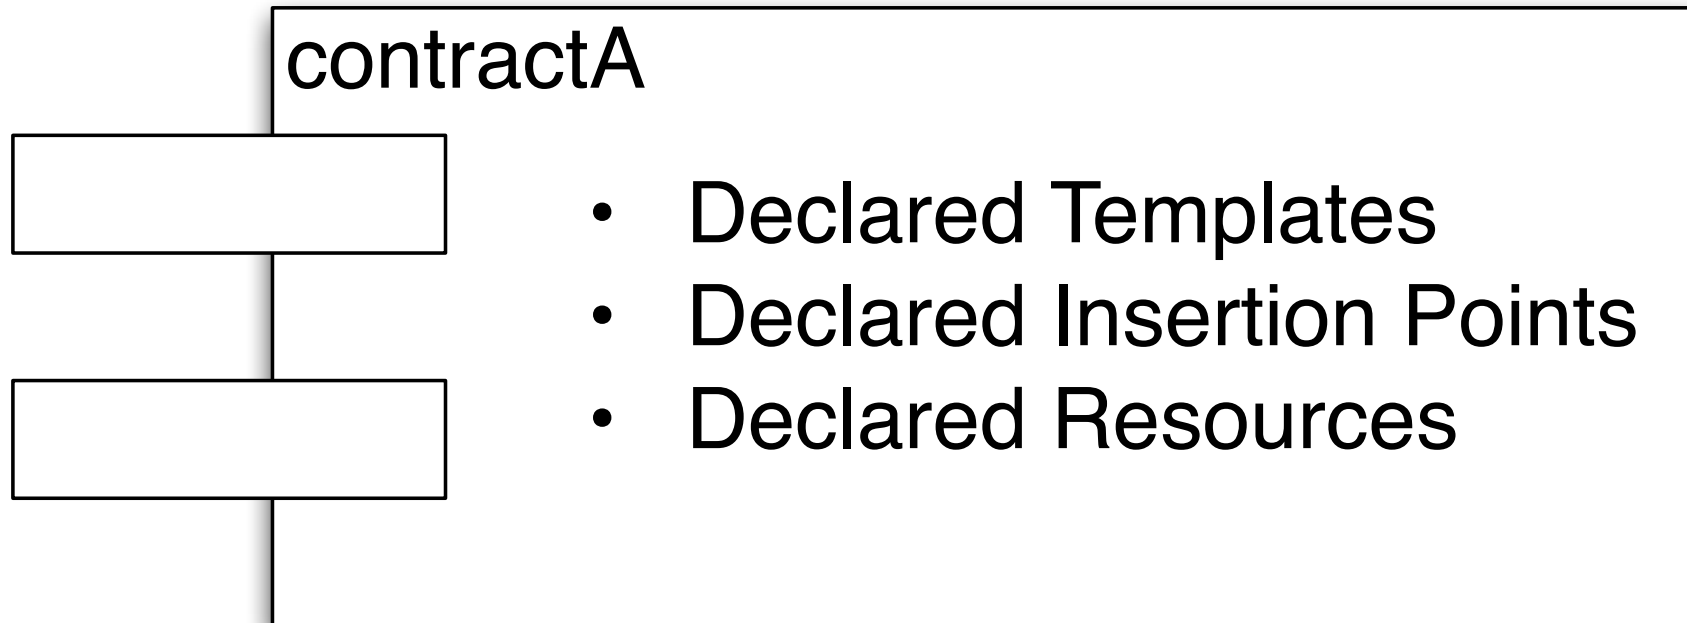 contractA
• Declared Templates
• Declared Insertion Points
• Declared Resources